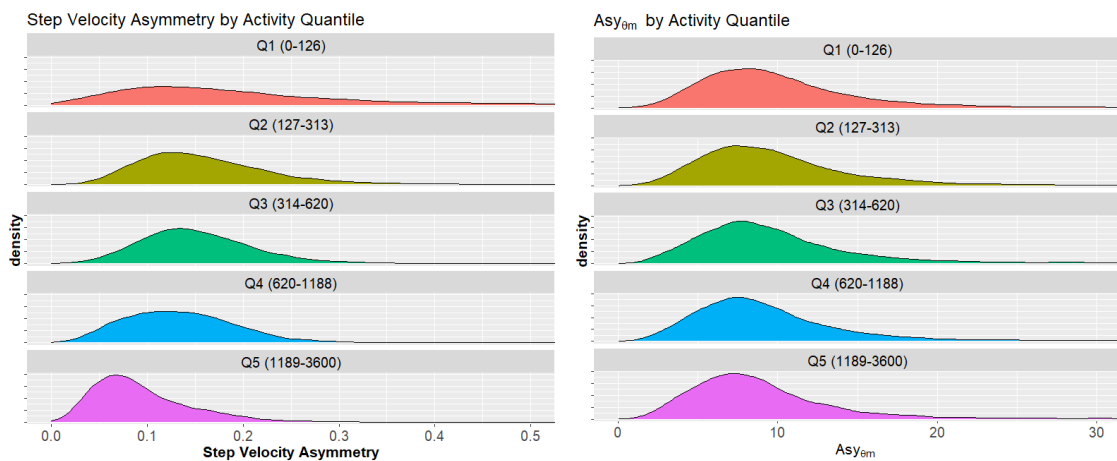 Step Velocity Asymmetry by Activity Quantile
Q1 (0-126)
Q2 (127-313)
Q3 (314-620)
Q4 (620-1188)
Q5 (1189-3600)
density
0.0 0.1 0.2 0.3 0.4 0.5
Step Velocity Asymmetry
Asyθm by Activity Quantile
Q1 (0-126)
Q2 (127-313)
Q3 (314-620)
Q4 (620-1188)
Q5 (1189-3600)
density
0 10 20 30
Asyθm